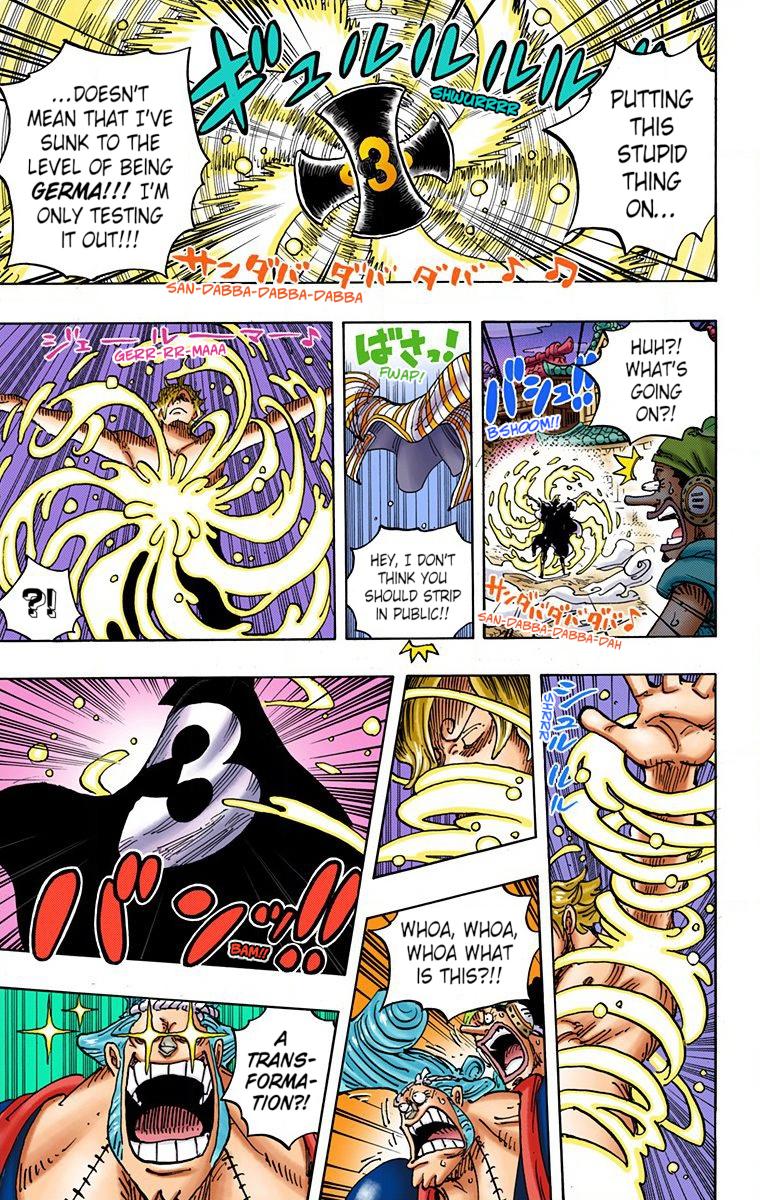 PUTTING
THIS
STUPID
THING
ON...
ギュルルルルル
SHWURRRR
3
...DOESN'T
MEAN THAT I'VE
SUNK TO THE
LEVEL OF BEING
GERMA!!! I'M
ONLY TESTING
IT OUT!!!
サンダバ ダバ ダバ♪♫
SAN-DABBA-DABBA-DABBA
HUH?!
WHAT'S
GOING
ON?!
バシュ!!
BSHOOM!!
サンダバダバダバ♪
SAN-DABBA-DABBA-DAH
ばさっ!
FWAP!
HEY, I DON'T
THINK YOU
SHOULD STRIP
IN PUBLIC!!
ジェールーマー♪
GERR-RR-MAAA
?!
シュルルル
SHRRR
3
バンッ!!
BAM!!
WHOA, WHOA,
WHOA WHAT
IS THIS?!!
A
TRANS-
FORMA-
TION?!